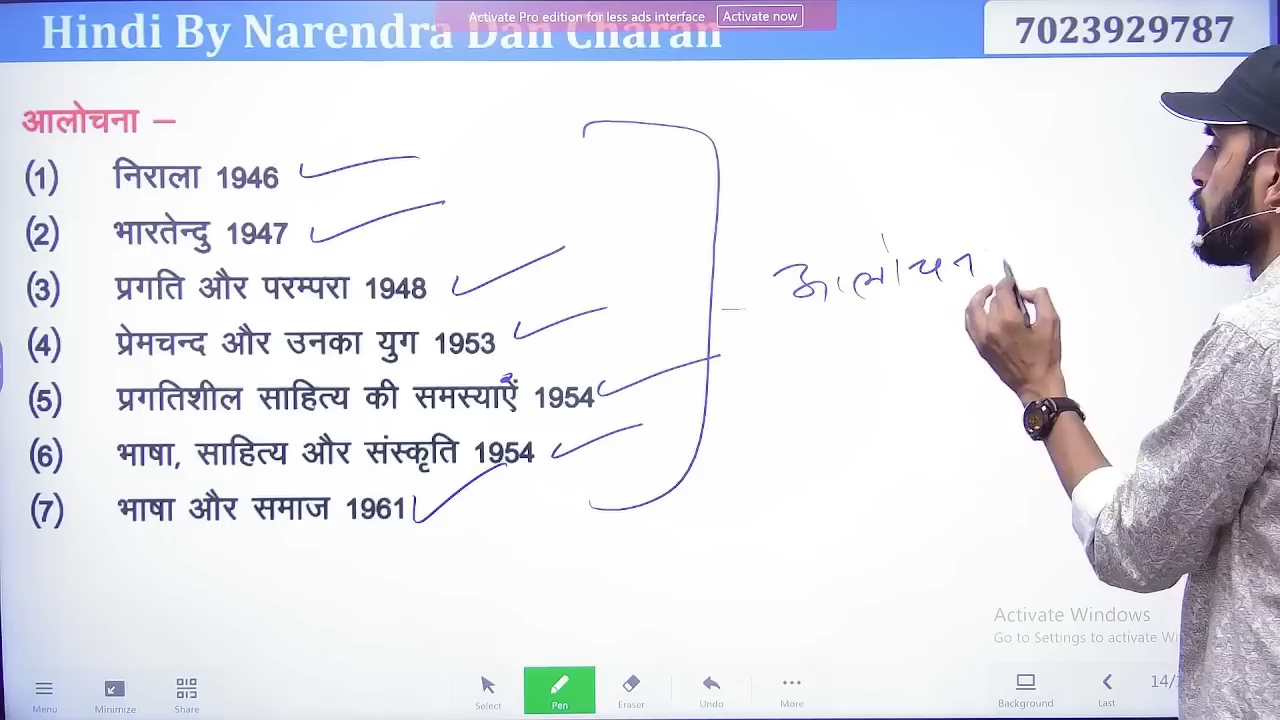 Activate Pro edition for less ads interface Activate now
Hindi By Narendra Dan Charan
7023929787
आलोचना –
(1) निराला 1946
(2) भारतेन्दु 1947
(3) प्रगति और परम्परा 1948
(4) प्रेमचन्द और उनका युग 1953
(5) प्रगतिशील साहित्य की समस्याऐं 1954
(6) भाषा, साहित्य और संस्कृति 1954
(7) भाषा और समाज 1961
आलोचन
Activate Windows
Go to Settings to activate
Menu Minimize Share Select Pen Eraser Undo More Background Last 14/